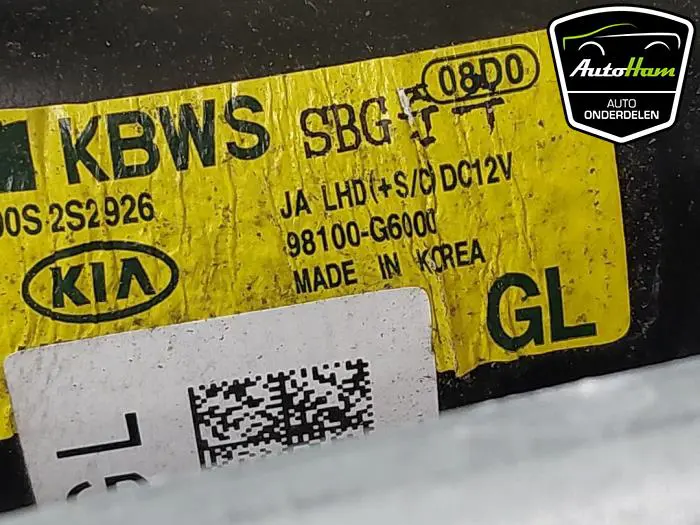 AutoHam
AUTO
ONDERDELEN
08D0
KBWS SBG
00S 2S2926
JA LHD(+S/C) DC12V
98100-G6000
MADE IN KOREA
KIA
GL